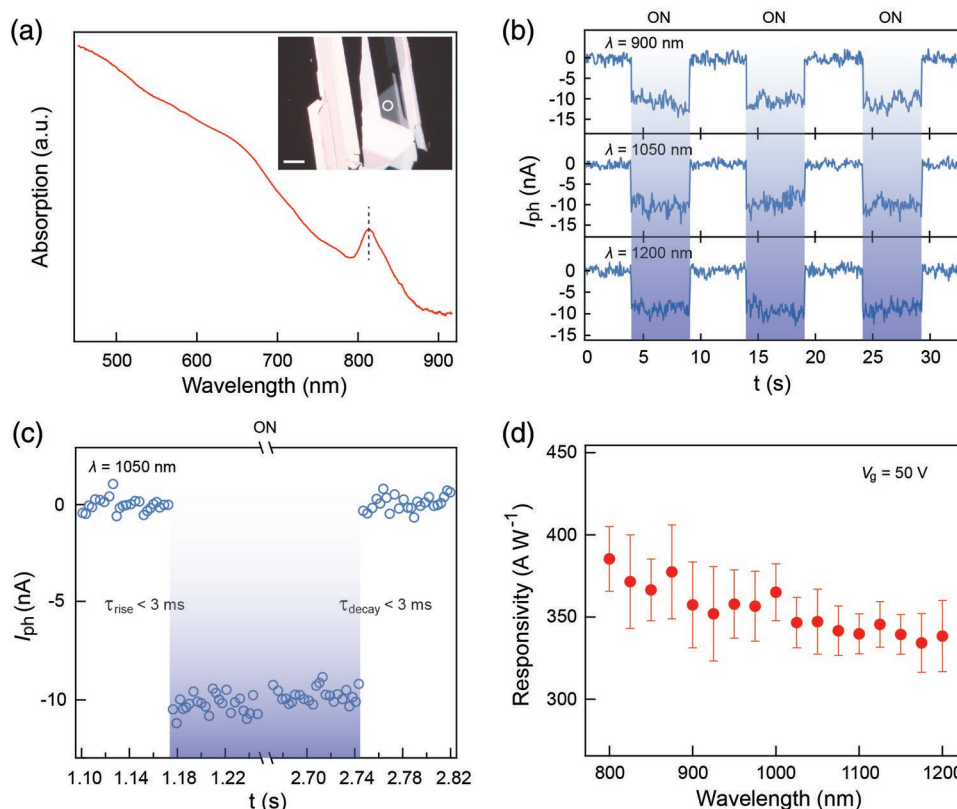 (a)
Absorption (a.u.)
500 600 700 800 900
Wavelength (nm)
(b)
ON ON ON
λ = 900 nm
0
-5
-10
-15
λ = 1050 nm
0
-5
-10
-15
λ = 1200 nm
0
-5
-10
-15
Iph (nA)
0 5 10 15 20 25 30
t (s)
(c)
ON
λ = 1050 nm
0
-5
-10
Iph (nA)
τrise < 3 ms
τdecay < 3 ms
1.10 1.14 1.18 1.22 2.70 2.74 2.78 2.82
t (s)
(d)
Vg = 50 V
450
400
350
300
Responsivity (A W⁻¹)
800 900 1000 1100 1200
Wavelength (nm)